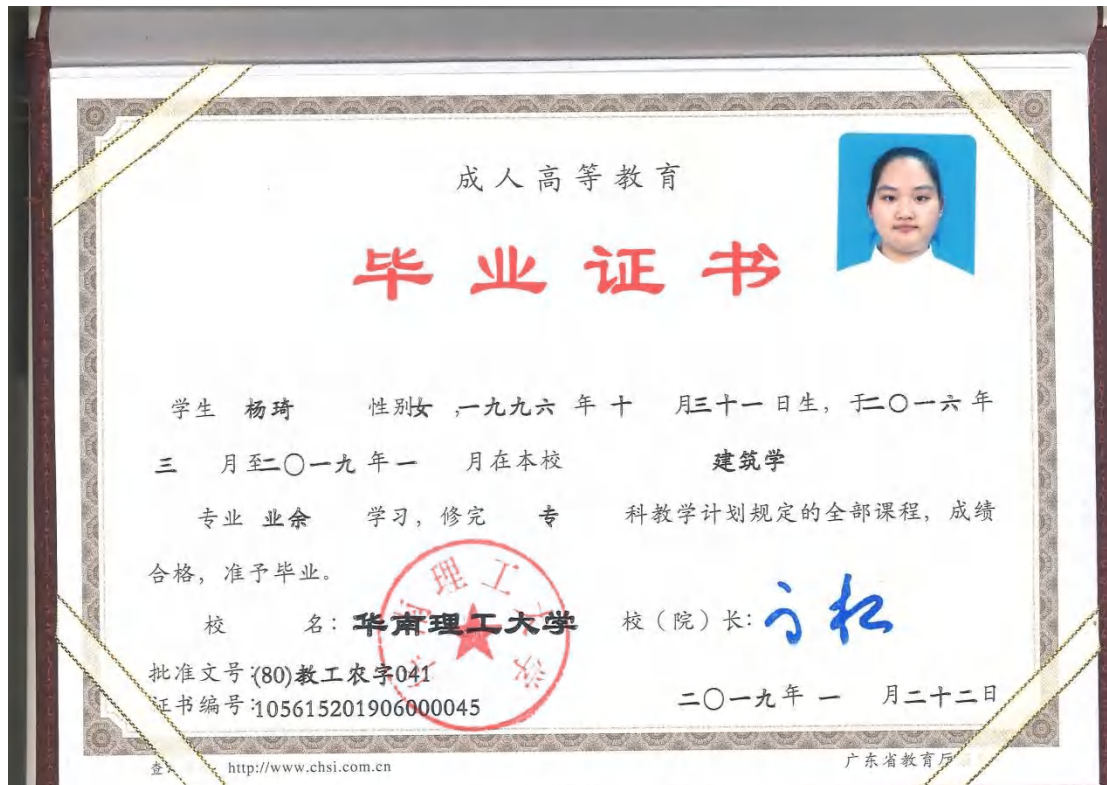 成人高等教育
毕业证书
学生 杨琦 性别女,一九九六 年 十 月三十一 日生，于二〇一六 年
三 月至二〇一九 年 一 月在本校 建筑学
专业 业余 学习，修完 专 科教学计划规定的全部课程，成绩
合格，准予毕业。
校 名：华南理工大学 校（院）长：
华南理工大学
批准文号：(80)教工农字041
证书编号：105615201906000045
二〇一九年 一 月二十二日
http://www.chsi.com.cn
广东省教育厅